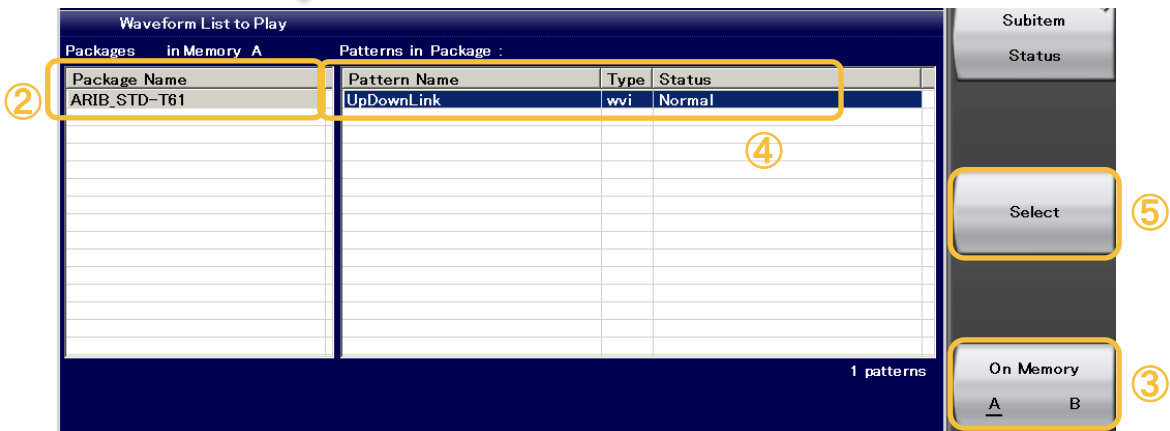 Waveform List to Play
Packages in Memory A
Patterns in Package :
Package Name
Pattern Name Type Status
② ARIB_STD-T61
UpDownLink wvi Normal
④
1 patterns
Subitem
Status
Select
⑤
On Memory
A B
③